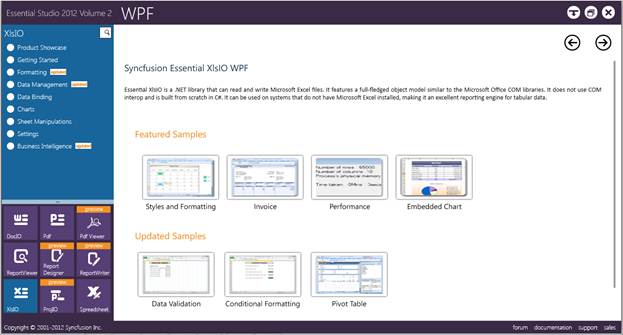 Essential Studio 2012 Volume 2 WPF
XlsIO
Product Showcase
Getting Started
Formatting updated
Data Management updated
Data Binding
Charts
Sheet Manipulations
Settings
Business Intelligence updated
Syncfusion Essential XlsIO WPF
Essential XlsIO is a .NET library that can read and write Microsoft Excel files. It features a full-fledged object model similar to the Microsoft Office COM libraries. It does not use COM
interop and is built from scratch in C#. It can be used on systems that do not have Microsoft Excel installed, making it an excellent reporting engine for tabular data.
Featured Samples
Number of rows: 65000
Number of columns: 10
Process's physical memory
Time taken: 0Mins
Styles and Formatting
Invoice
Performance
Embedded Chart
Updated Samples
Data Validation
Conditional Formatting
Pivot Table
preview
DocIO
Pdf
Pdf Viewer
preview
preview
ReportViewer
Report
Designer
ReportWriter
preview
XlsIO
ProjIO
Spreadsheet
Copyright © 2001-2012 Syncfusion Inc.
forum documentation support sales